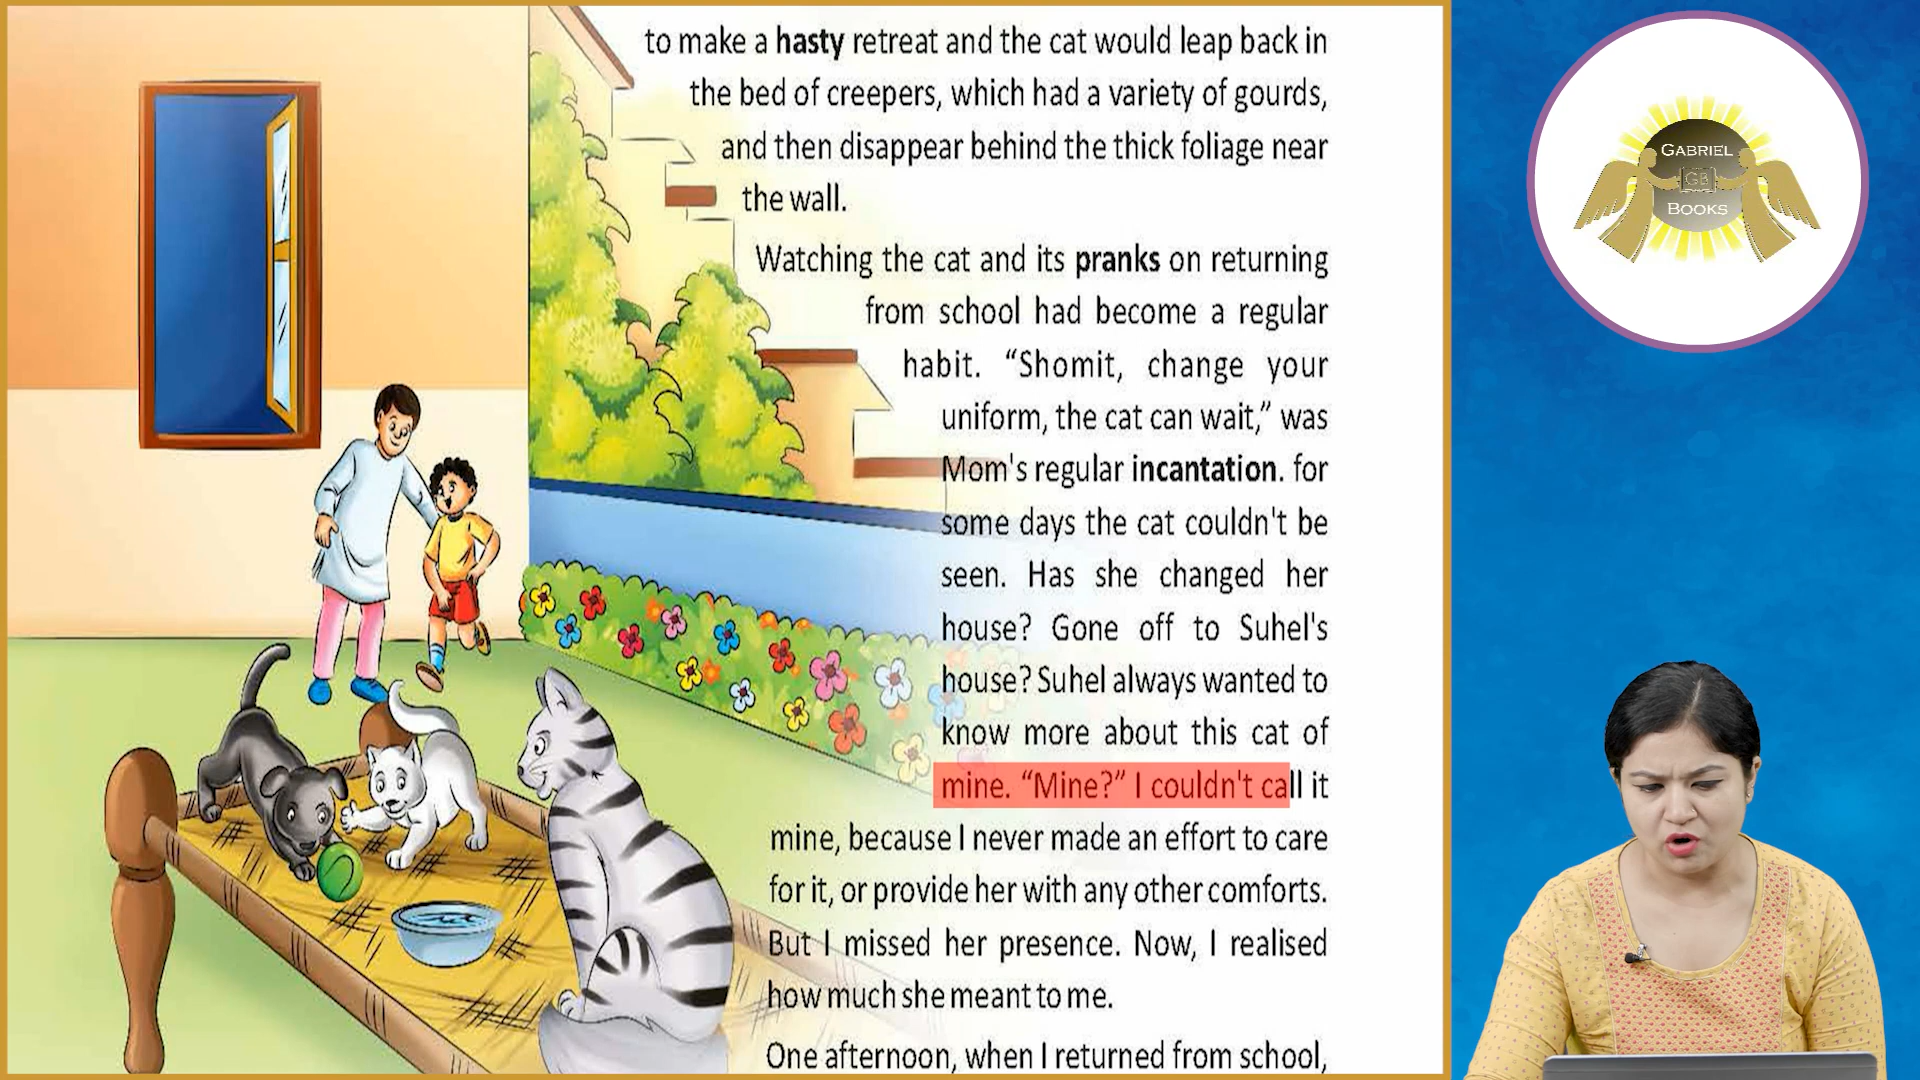 to make a hasty retreat and the cat would leap back in
the bed of creepers, which had a variety of gourds,
and then disappear behind the thick foliage near
the wall.
Watching the cat and its pranks on returning
from school had become a regular
habit. “Shomit, change your
uniform, the cat can wait,” was
Mom's regular incantation. for
some days the cat couldn't be
seen. Has she changed her
house? Gone off to Suhel's
house? Suhel always wanted to
know more about this cat of
mine. “Mine?” I couldn't call it
mine, because I never made an effort to care
for it, or provide her with any other comforts.
But I missed her presence. Now, I realised
how much she meant to me.
One afternoon, when I returned from school,
GABRIEL
GB
BOOKS